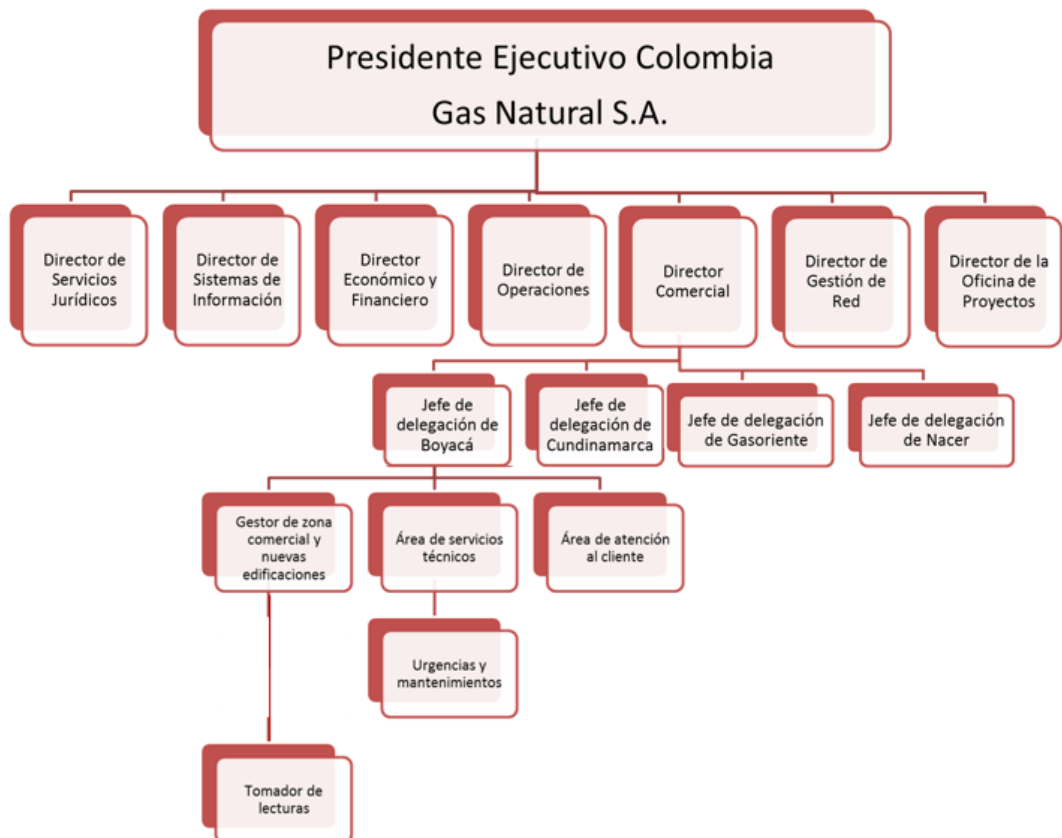 Presidente Ejecutivo Colombia
Gas Natural S.A.
Director de
Servicios
Jurídicos
Director de
Sistemas de
Información
Director
Económico y
Financiero
Director de
Operaciones
Director
Comercial
Director de
Gestión de
Red
Director de la
Oficina de
Proyectos
Jefe de
delegación de
Boyacá
Jefe de
delegación de
Cundinamarca
Jefe de delegación
de Gasoriente
Jefe de delegación
de Nacer
Gestor de zona
comercial y
nuevas
edificaciones
Área de servicios
técnicos
Área de atención
al cliente
Urgencias y
mantenimientos
Tomador de
lecturas